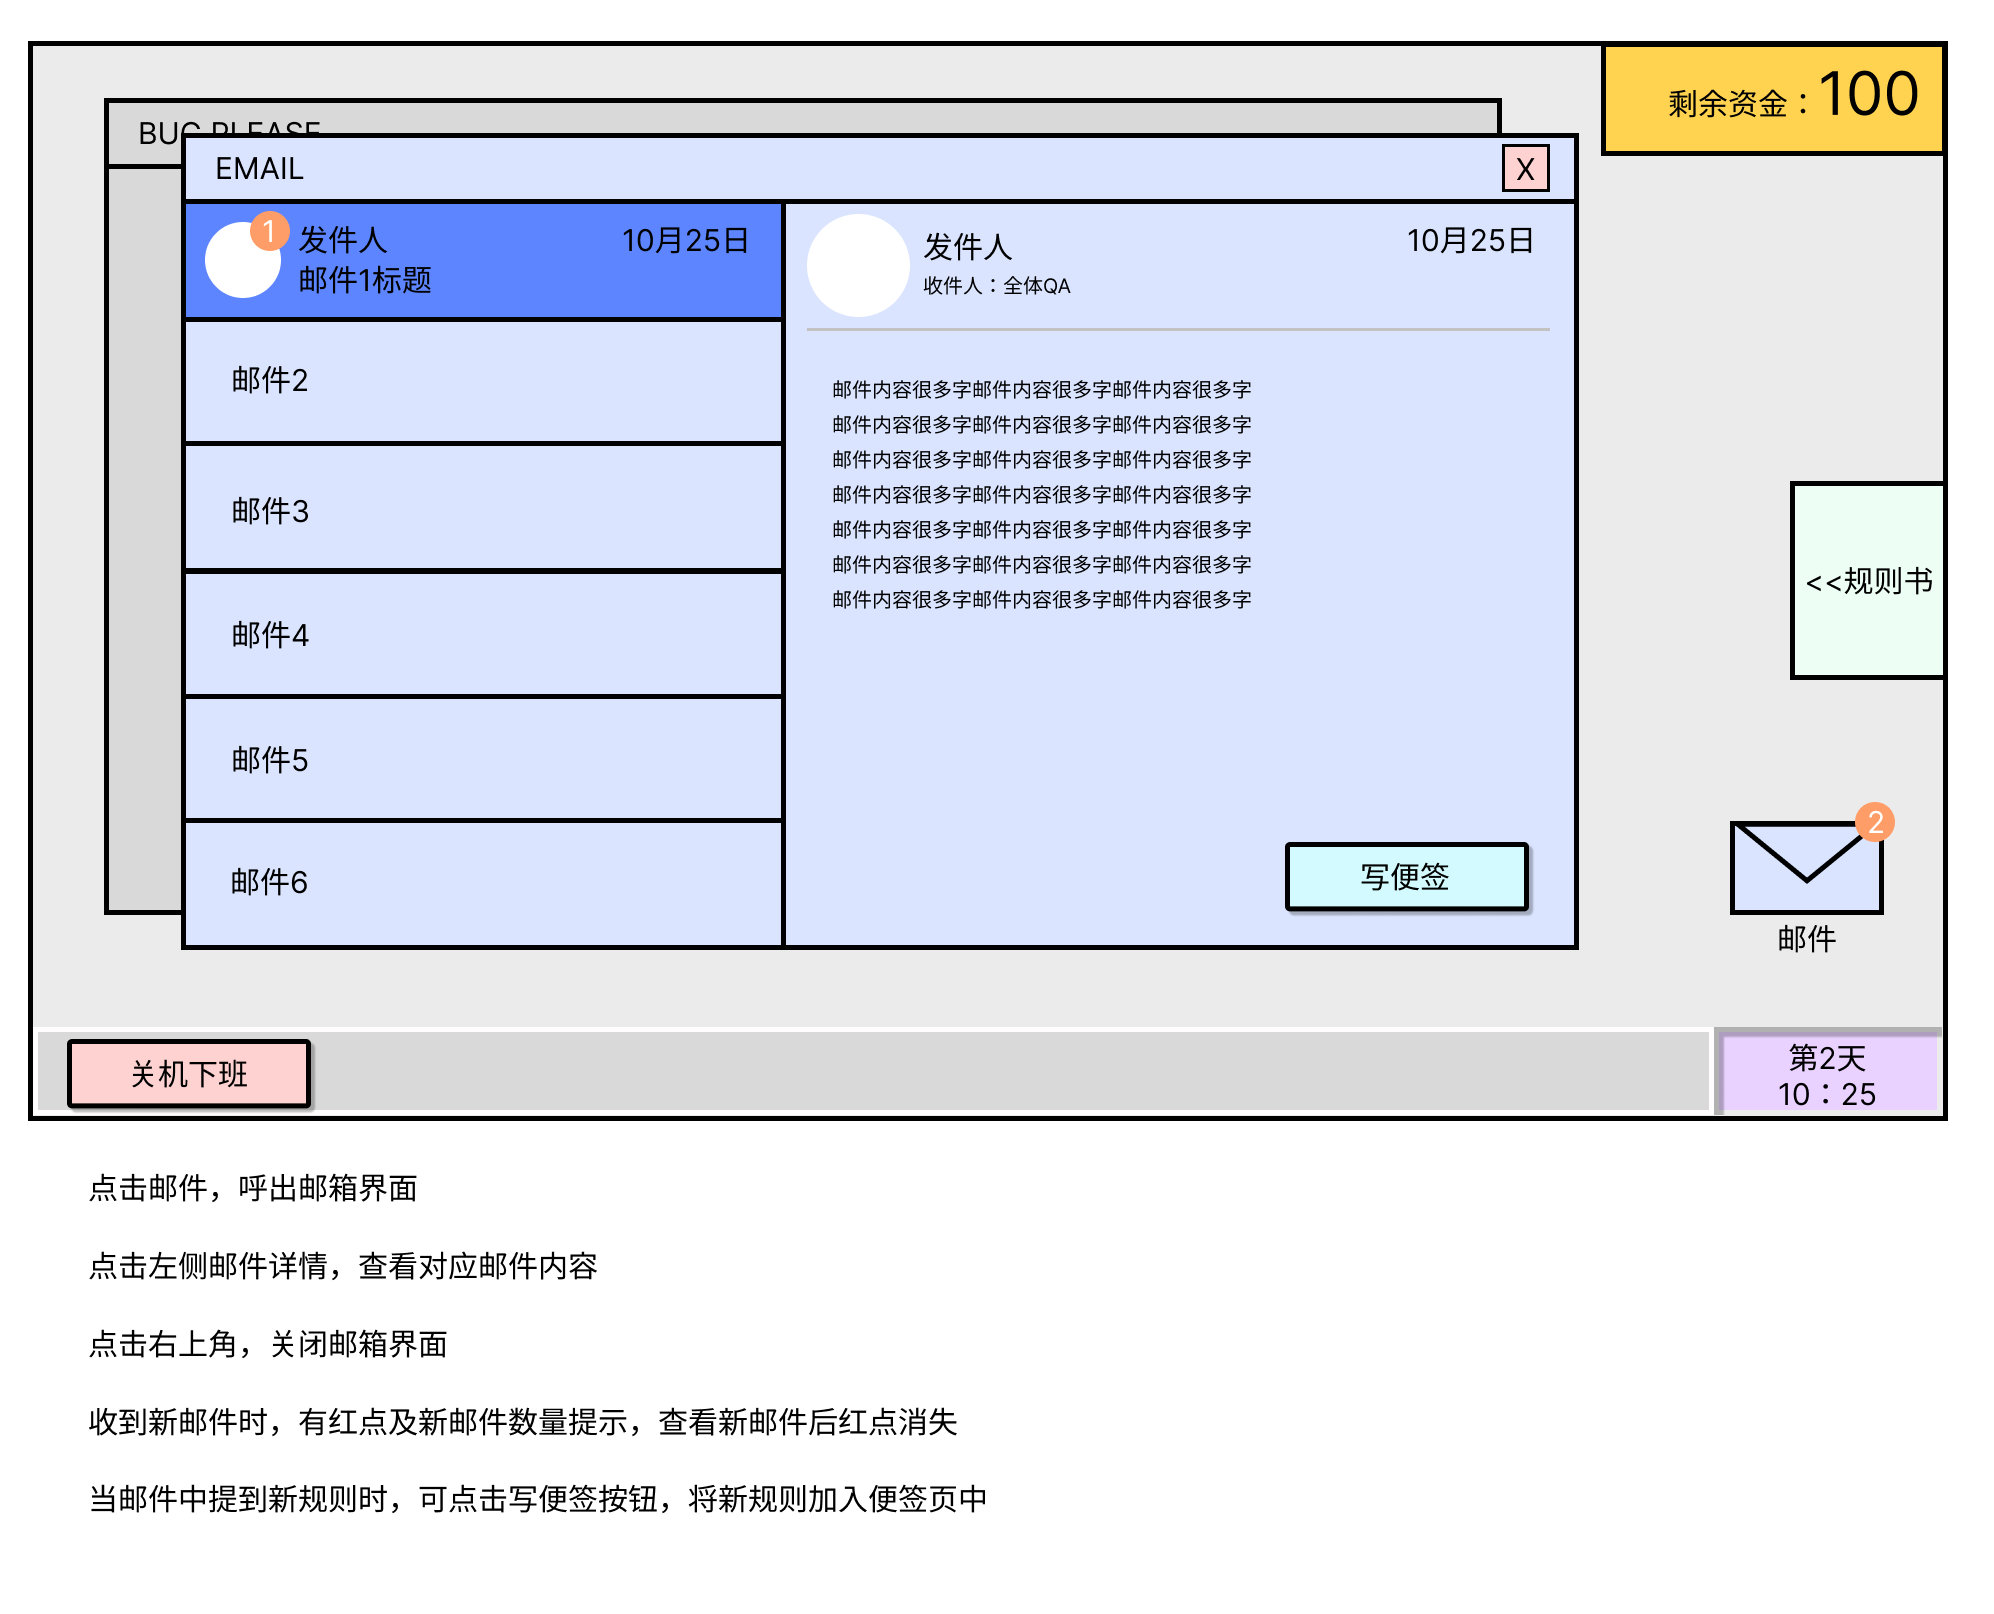 剩余资金：100
BUG PLEASE
EMAIL
X
1
发件人
10月25日
邮件1标题
邮件2
邮件3
邮件4
邮件5
邮件6
发件人
10月25日
收件人：全体QA
邮件内容很多字邮件内容很多字邮件内容很多字
邮件内容很多字邮件内容很多字邮件内容很多字
邮件内容很多字邮件内容很多字邮件内容很多字
邮件内容很多字邮件内容很多字邮件内容很多字
邮件内容很多字邮件内容很多字邮件内容很多字
邮件内容很多字邮件内容很多字邮件内容很多字
邮件内容很多字邮件内容很多字邮件内容很多字
写便签
<<规则书
2
邮件
关机下班
第2天
10：25
点击邮件，呼出邮箱界面
点击左侧邮件详情，查看对应邮件内容
点击右上角，关闭邮箱界面
收到新邮件时，有红点及新邮件数量提示，查看新邮件后红点消失
当邮件中提到新规则时，可点击写便签按钮，将新规则加入便签页中